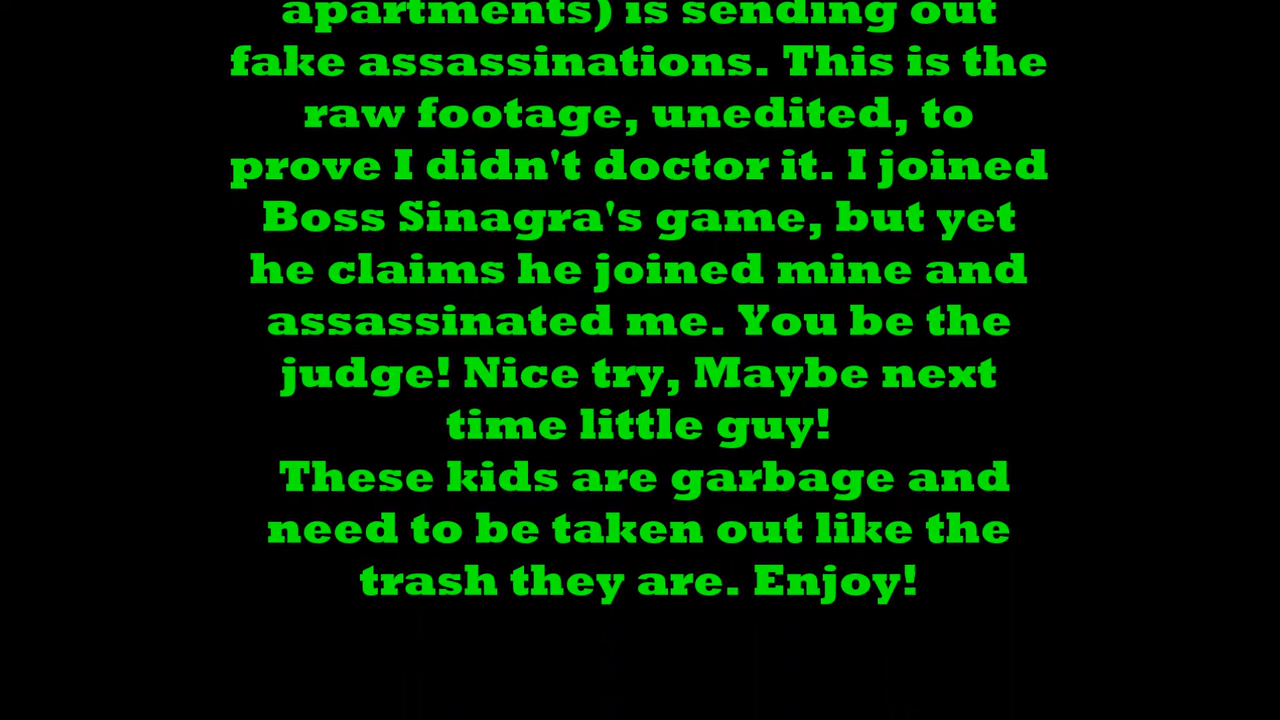 apartments) is sending out
fake assassinations. This is the
raw footage, unedited, to
prove I didn't doctor it. I joined
Boss Sinagra's game, but yet
he claims he joined mine and
assassinated me. You be the
judge! Nice try, Maybe next
time little guy!
These kids are garbage and
need to be taken out like the
trash they are. Enjoy!